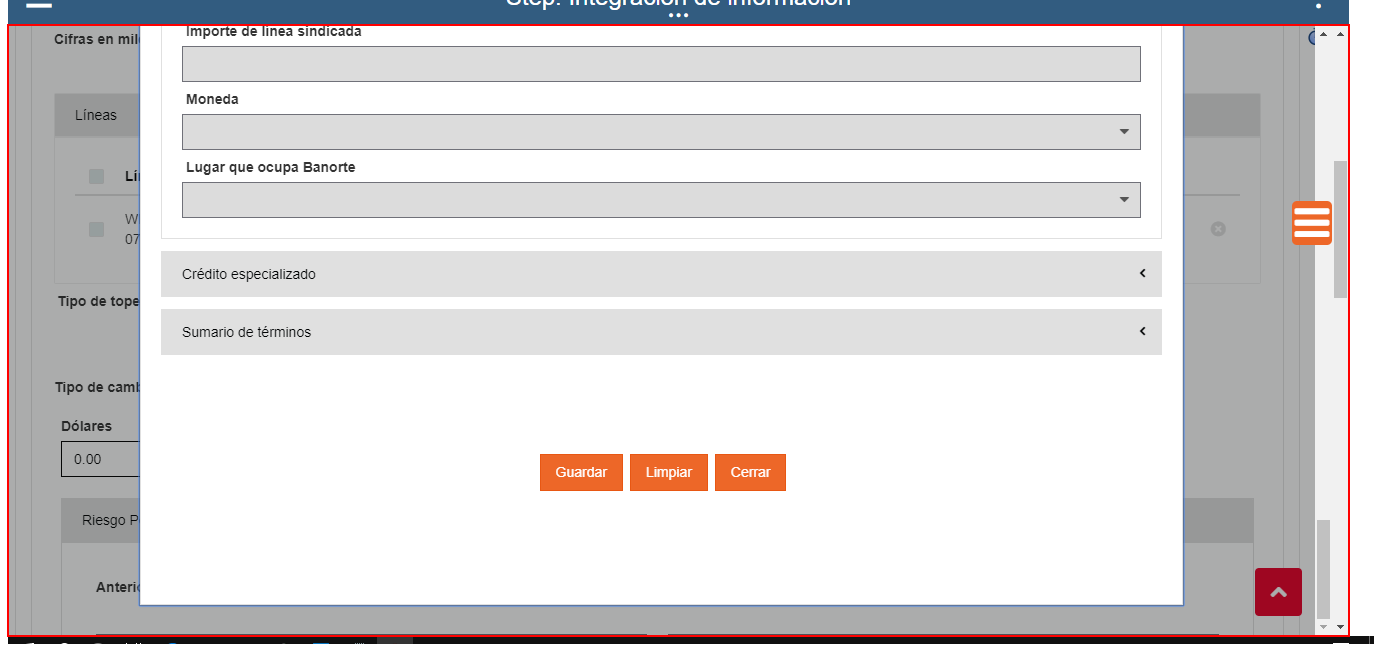 Step: Integración de información
Cifras en mil
Importe de línea sindicada
Moneda
Líneas
Lugar que ocupa Banorte
Lí
W
07
Crédito especializado
Tipo de tope
Sumario de términos
Tipo de camb
Dólares
0.00
Guardar
Limpiar
Cerrar
Riesgo P
Anterio